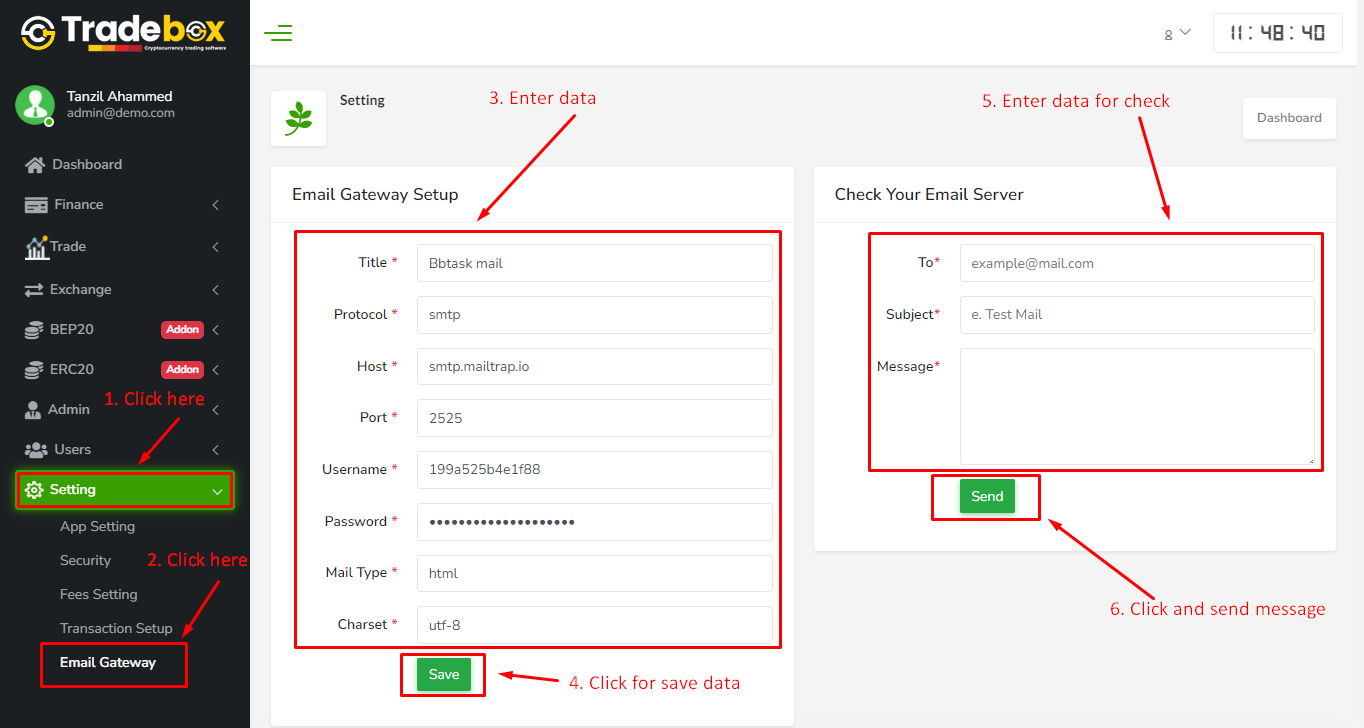 Tradebox
Cryptocurrency trading software
11 : 48 : 40
Tanzil Ahammed
admin@demo.com
Dashboard
Finance
Trade
Exchange
BEP20 Addon
ERC20 Addon
1. Click here
Admin
Users
Setting
App Setting
Security
2. Click here
Fees Setting
Transaction Setup
Email Gateway
Setting
Dashboard
3. Enter data
Email Gateway Setup
Title * Bbtask mail
Protocol * smtp
Host * smtp.mailtrap.io
Port * 2525
Username * 199a525b4e1f88
Password * ••••••••••••••••••••
Mail Type * html
Charset * utf-8
Save
4. Click for save data
5. Enter data for check
Check Your Email Server
To* example@mail.com
Subject* e. Test Mail
Message*
Send
6. Click and send message